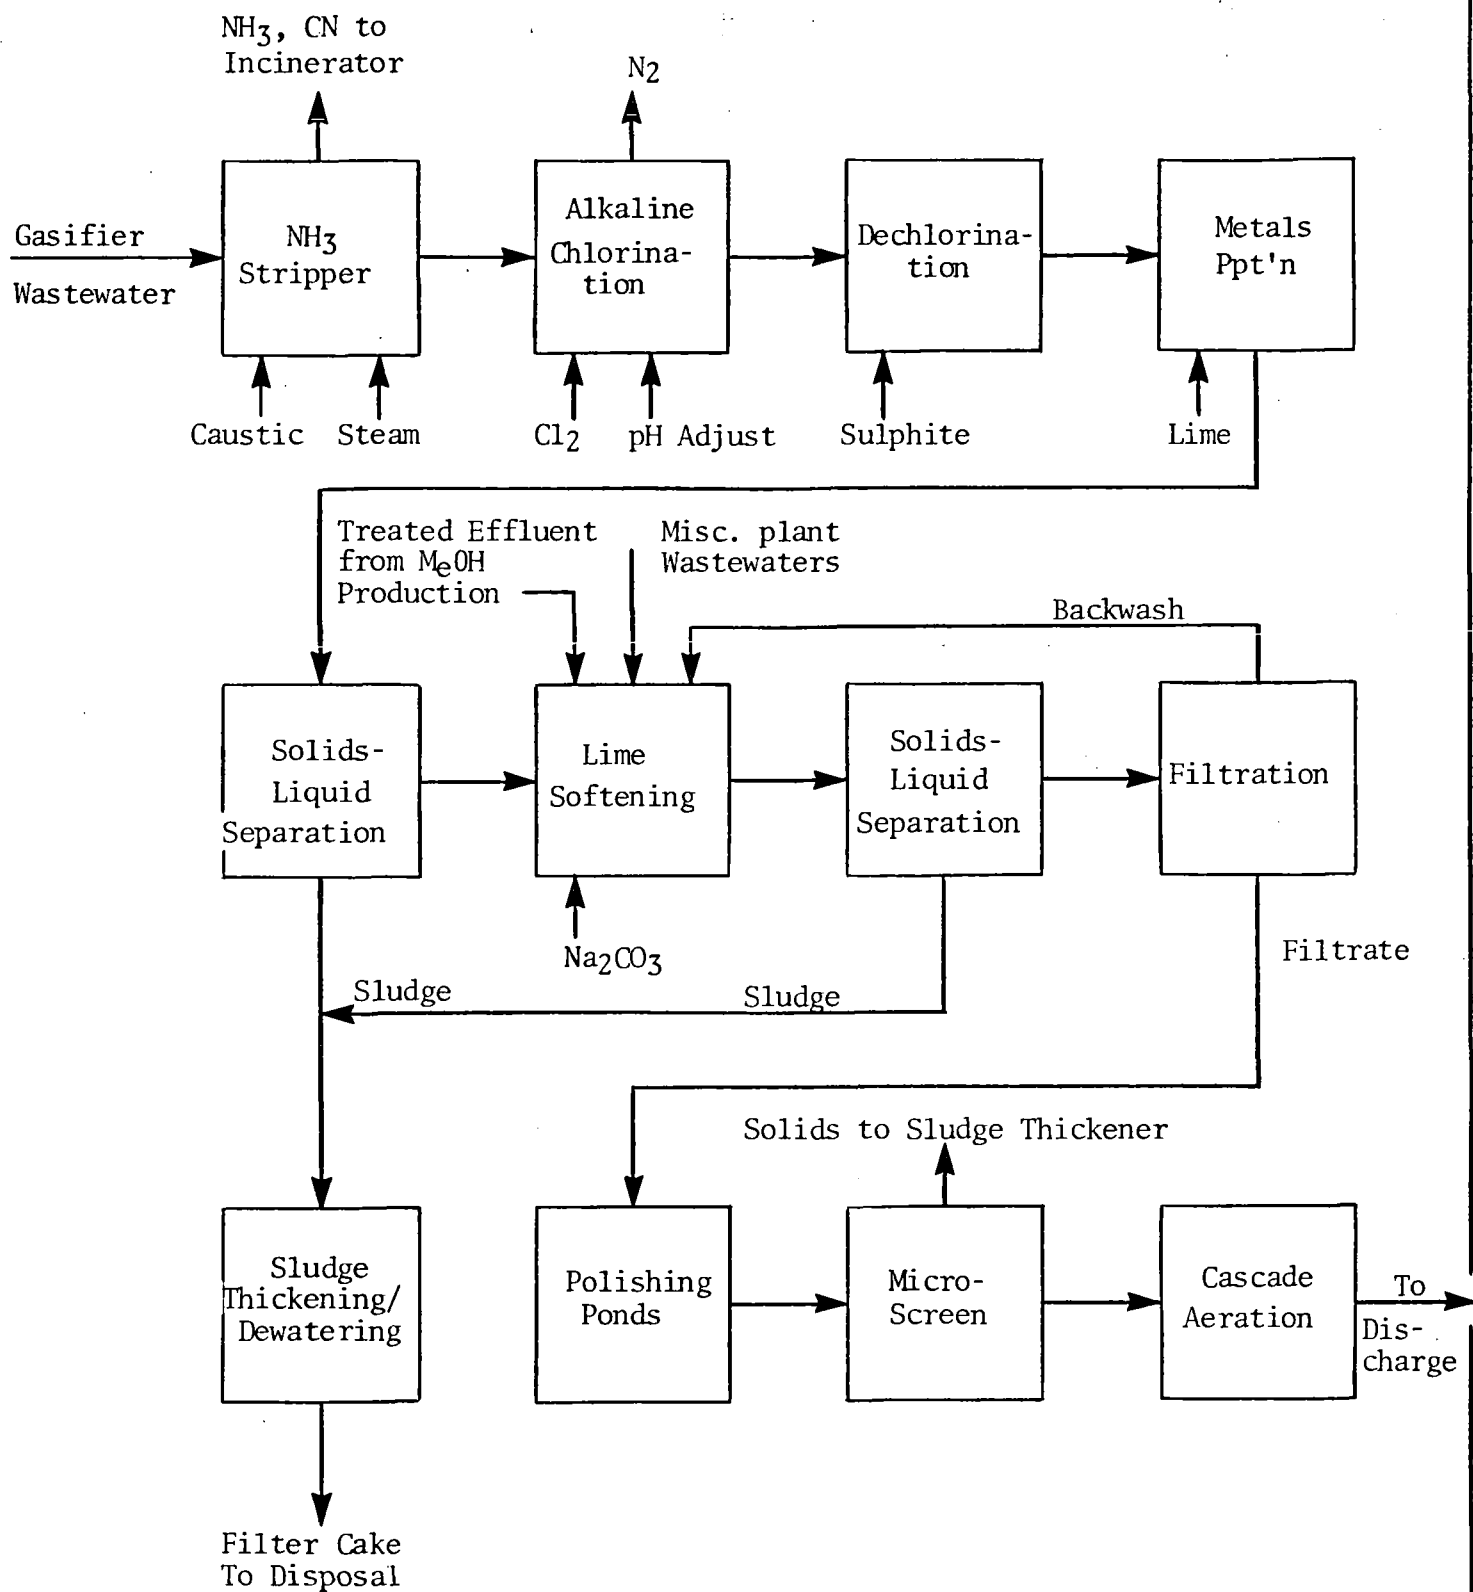 NH3, CN to
Incinerator
N2
Gasifier
Wastewater
NH3
Stripper
Alkaline
Chlorina-
tion
Dechlorina-
tion
Metals
Ppt'n
Caustic
Steam
Cl2
pH Adjust
Sulphite
Lime
Treated Effluent
from MeOH
Production
Misc. plant
Wastewaters
Backwash
Solids-
Liquid
Separation
Lime
Softening
Solids-
Liquid
Separation
Filtration
Na2CO3
Filtrate
Sludge
Sludge
Solids to Sludge Thickener
Sludge
Thickening/
Dewatering
Polishing
Ponds
Micro-
Screen
Cascade
Aeration
To
Dis-
charge
Filter Cake
To Disposal